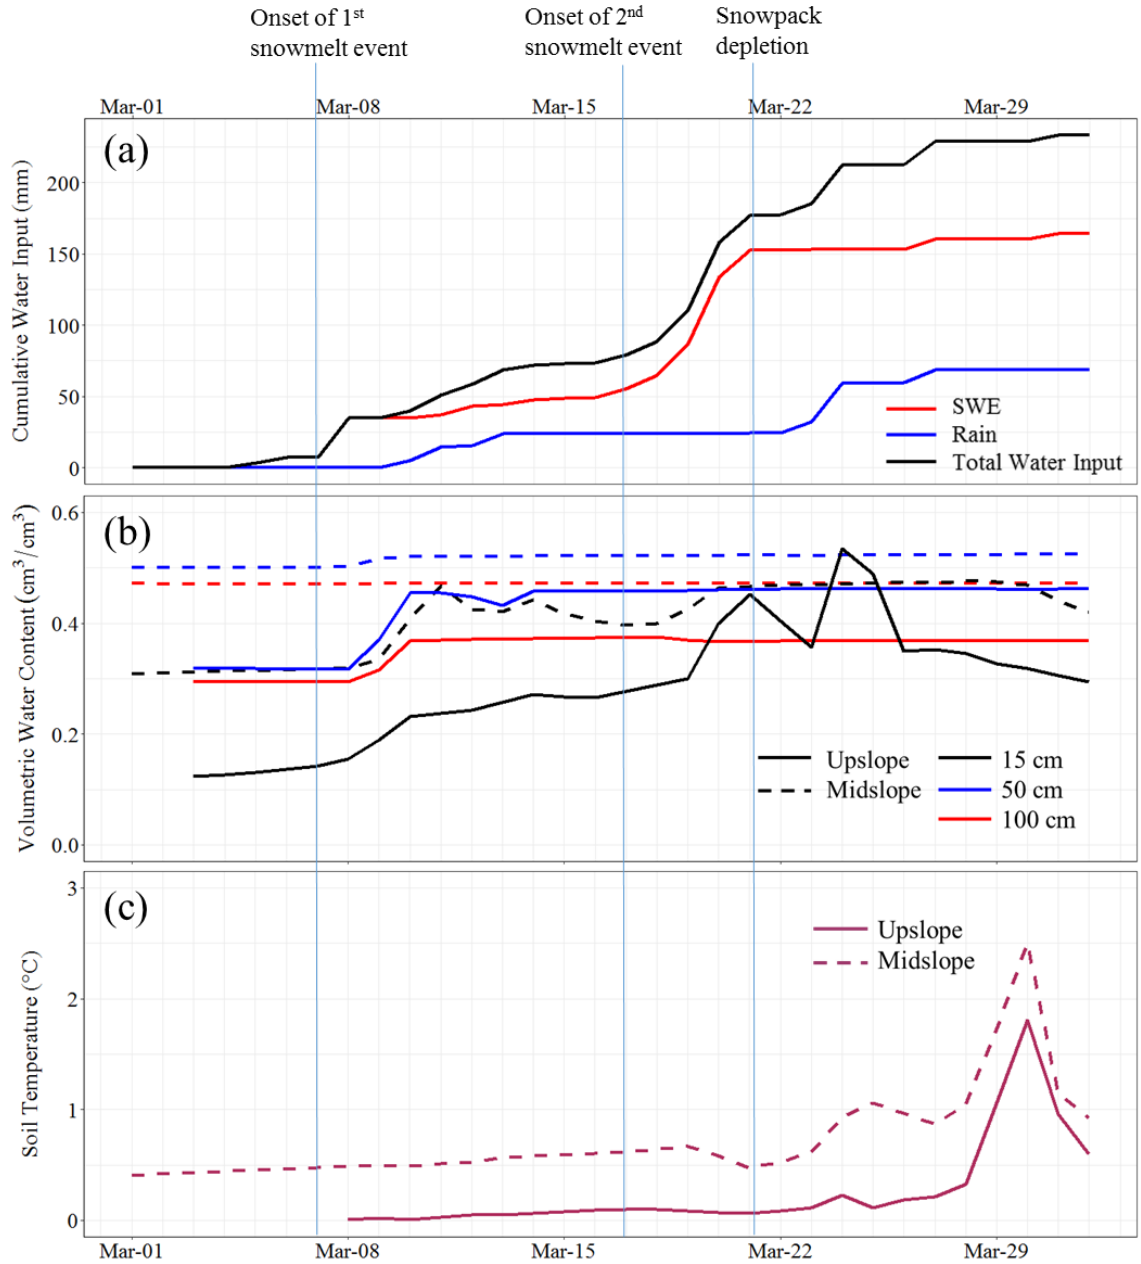 Onset of 1st
snowmelt event
Onset of 2nd
snowmelt event
Snowpack
depletion
Mar-01 Mar-08 Mar-15 Mar-22 Mar-29
(a)
Cumulative Water Input (mm)
200
150
100
50
0
SWE
Rain
Total Water Input
(b)
Volumetric Water Content (cm³/cm³)
0.6
0.4
0.2
0.0
Upslope
Midslope
15 cm
50 cm
100 cm
(c)
Soil Temperature (°C)
3
2
1
0
Upslope
Midslope
Mar-01 Mar-08 Mar-15 Mar-22 Mar-29